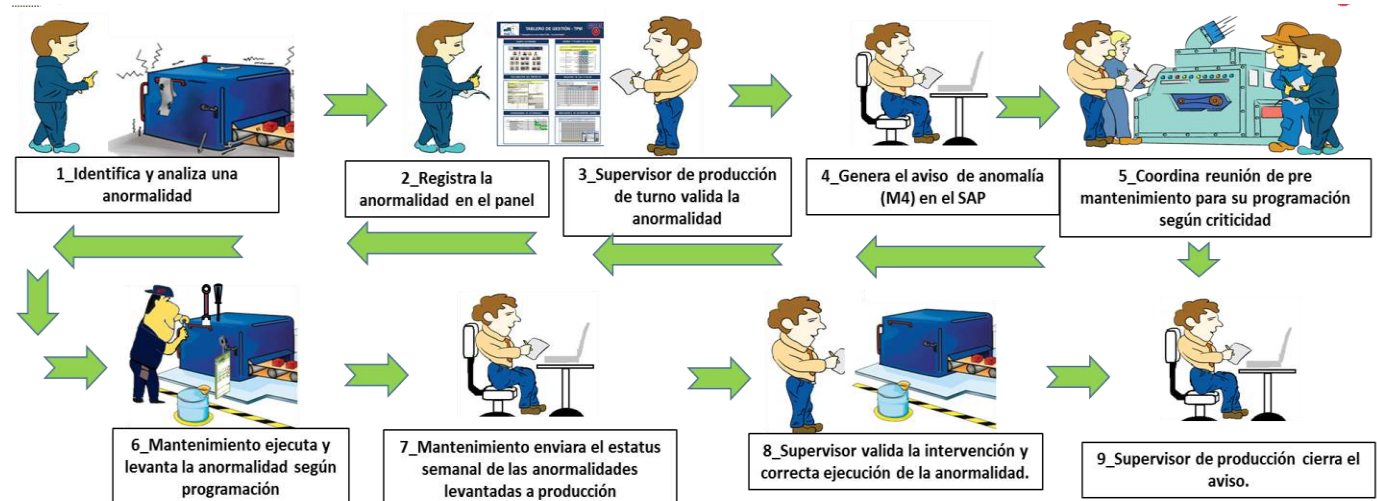 TABLERO DE GESTIÓN - TPM
1_Identifica y analiza una
anormalidad
2_Registra la
anormalidad en el panel
3_Supervisor de producción
de turno valida la
anormalidad
4_Genera el aviso de anomalía
(M4) en el SAP
5_Coordina reunión de pre
mantenimiento para su programación
según criticidad
6_Mantenimiento ejecuta y
levanta la anormalidad según
programación
7_Mantenimiento enviara el estatus
semanal de las anormalidades
levantadas a producción
8_Supervisor valida la intervención y
correcta ejecución de la anormalidad.
9_Supervisor de producción cierra el
aviso.